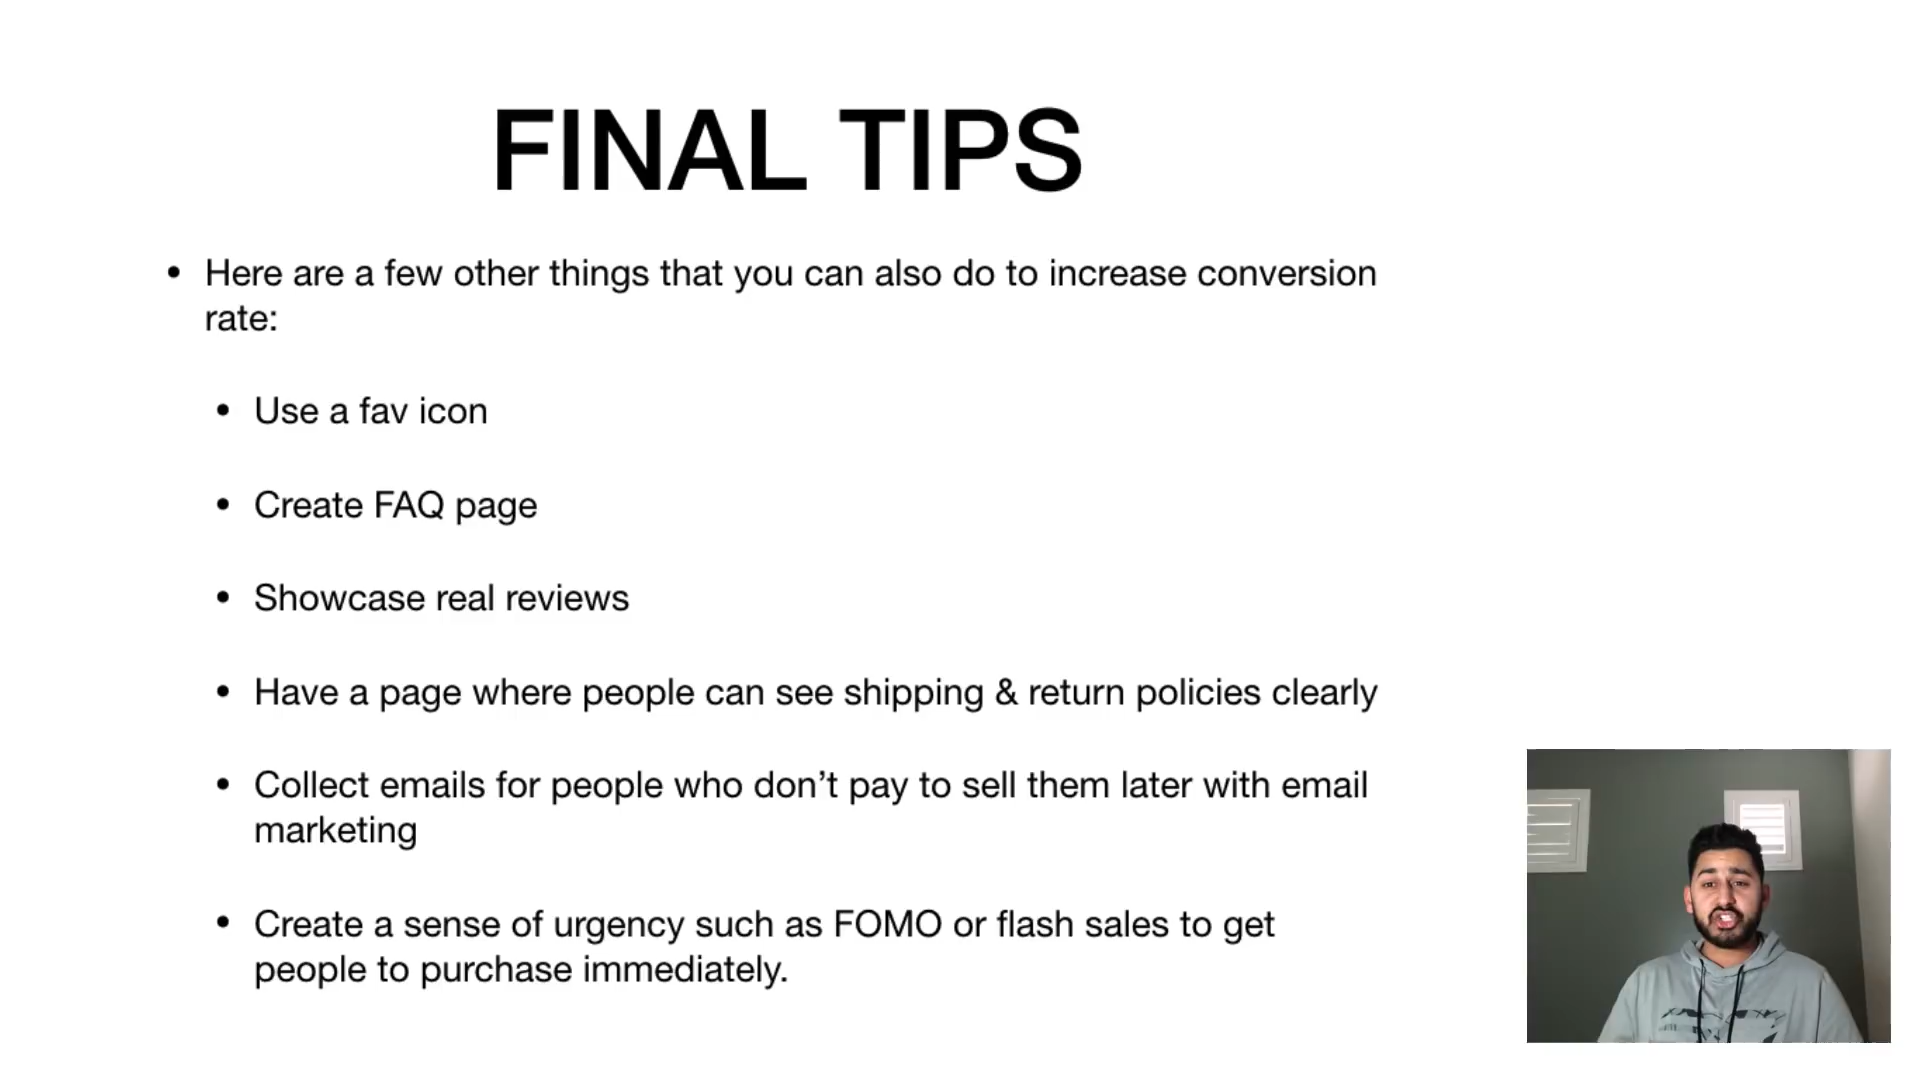 FINAL TIPS
• Here are a few other things that you can also do to increase conversion
rate:
• Use a fav icon
• Create FAQ page
• Showcase real reviews
• Have a page where people can see shipping & return policies clearly
• Collect emails for people who don’t pay to sell them later with email
marketing
• Create a sense of urgency such as FOMO or flash sales to get
people to purchase immediately.